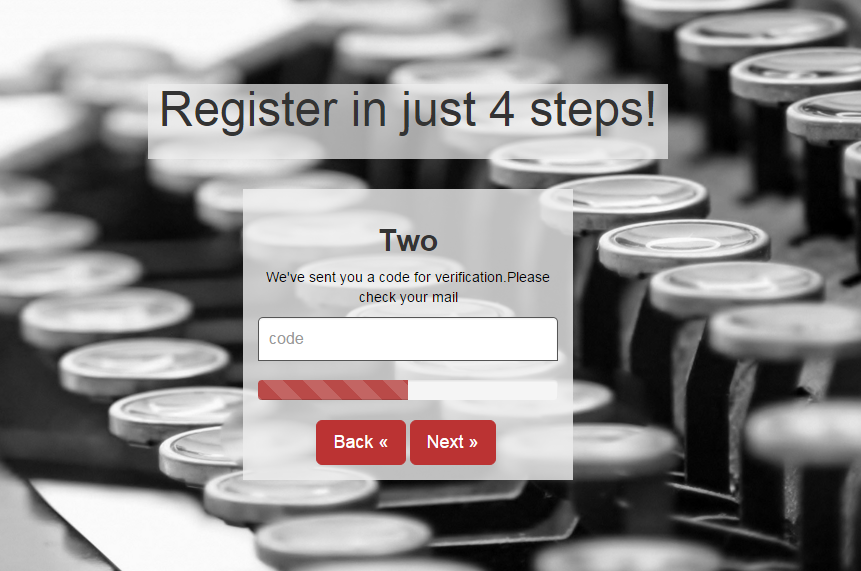 Register in just 4 steps!
Two
We've sent you a code for verification.Please
check your mail
code
Back «
Next »